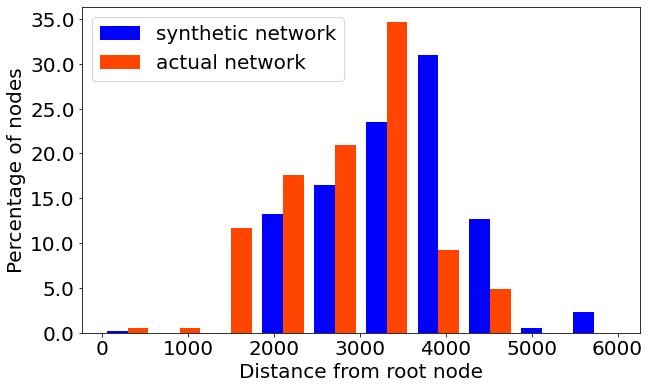 35.0
30.0
25.0
20.0
15.0
10.0
5.0
0.0
Percentage of nodes
synthetic network
actual network
0 1000 2000 3000 4000 5000 6000
Distance from root node